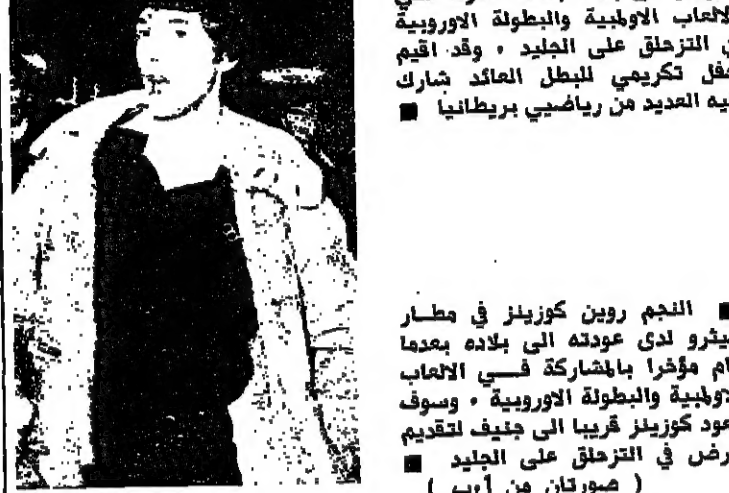 الالعاب الاولمبية والبطولة الاوروبية
التزحلق على الجليد ، وقد اقيم
حفل تكريمي للبطل العائد شارك
فيه العديد من رياضيي بريطانيا ■
■ النجم روبن كوزينز في مطار
هيثرو لدى عودته الى بلاده بعدما
قام مؤخرا بالمشاركة فــي الالعاب
الاولمبية والبطولة الاوروبية ، وسوف
يعود كوزينز قريبا الى جنيف لتقديم
عرض في التزحلق على الجليد ■
( صورتان من أ.ب )